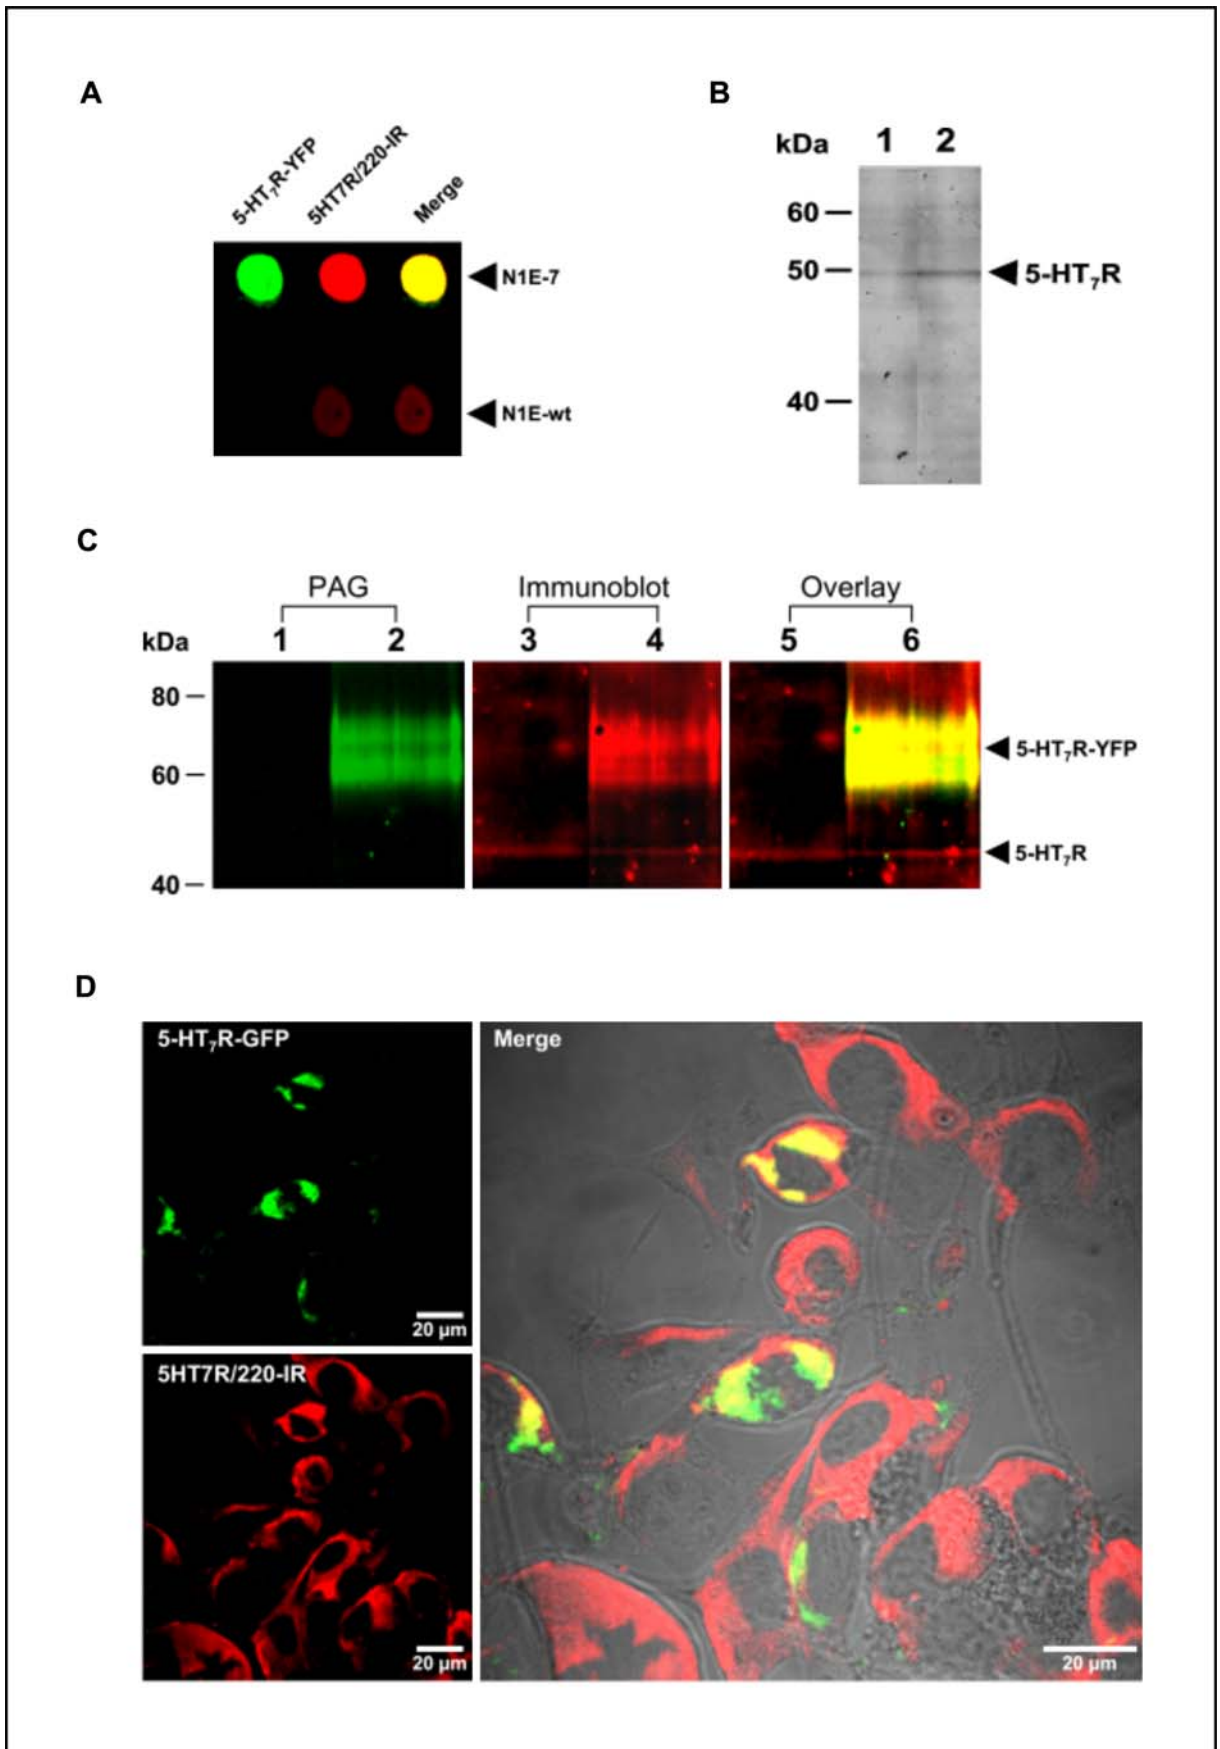 A
5-HT₇R-YFP
5HT7R/220-IR
Merge
N1E-7
N1E-wt
B
kDa
1
2
60
50
40
5-HT₇R
C
PAG
Immunoblot
Overlay
kDa
1
2
3
4
5
6
80
60
40
5-HT₇R-YFP
5-HT₇R
D
5-HT₇R-GFP
20 µm
5HT7R/220-IR
20 µm
Merge
20 µm